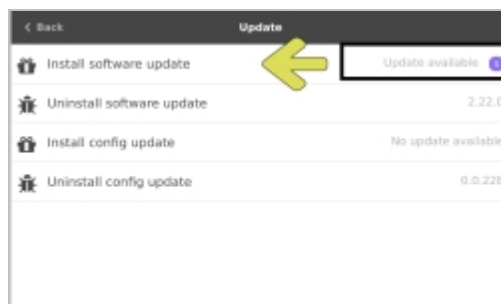 < Back Update
Install software update Update available 1
Uninstall software update 2.22.0
Install config update No update available
Uninstall config update 0.0.228